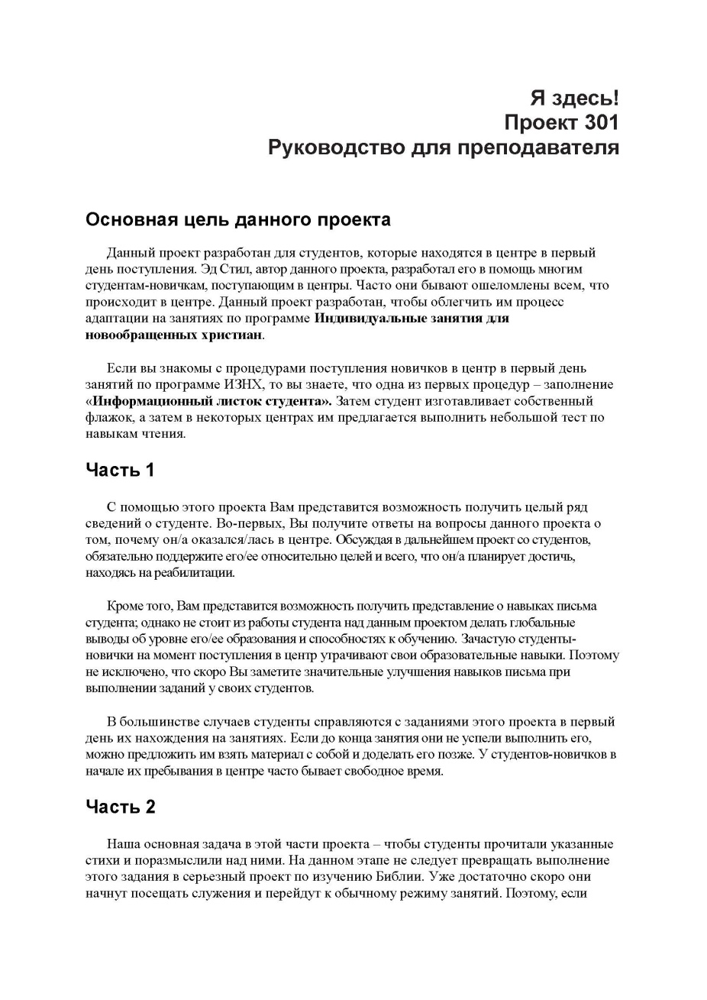 Я здесь!
Проект 301
Руководство для преподавателя
Основная цель данного проекта
Данный проект разработан для студентов, которые находятся в центре в первый
день поступления. Эд Стил, автор данного проекта, разработал его в помощь многим
студентам-новичкам, поступающим в центры. Часто они бывают ошеломлены всем, что
происходит в центре. Данный проект разработан, чтобы облегчить им процесс
адаптации на занятиях по программе Индивидуальные занятия для
новообращенных христиан.
Если вы знакомы с процедурами поступления новичков в центр в первый день
занятий по программе ИЗНХ, то вы знаете, что одна из первых процедур – заполнение
«Информационный листок студента». Затем студент изготавливает собственный
флажок, а затем в некоторых центрах им предлагается выполнить небольшой тест по
навыкам чтения.
Часть 1
С помощью этого проекта Вам представится возможность получить целый ряд
сведений о студенте. Во-первых, Вы получите ответы на вопросы данного проекта о
том, почему он/а оказался/лась в центре. Обсуждая в дальнейшем проект со студентов,
обязательно поддержите его/ее относительно целей и всего, что он/а планирует достичь,
находясь на реабилитации.
Кроме того, Вам представится возможность получить представление о навыках письма
студента; однако не стоит из работы студента над данным проектом делать глобальные
выводы об уровне его/ее образования и способностях к обучению. Зачастую студенты-
новички на момент поступления в центр утрачивают свои образовательные навыки. Поэтому
не исключено, что скоро Вы заметите значительные улучшения навыков письма при
выполнении заданий у своих студентов.
В большинстве случаев студенты справляются с заданиями этого проекта в первый
день их нахождения на занятиях. Если до конца занятия они не успели выполнить его,
можно предложить им взять материал с собой и доделать его позже. У студентов-новичков в
начале их пребывания в центре часто бывает свободное время.
Часть 2
Наша основная задача в этой части проекта – чтобы студенты прочитали указанные
стихи и поразмыслили над ними. На данном этапе не следует превращать выполнение
этого задания в серьезный проект по изучению Библии. Уже достаточно скоро они
начнут посещать служения и перейдут к обычному режиму занятий. Поэтому, если